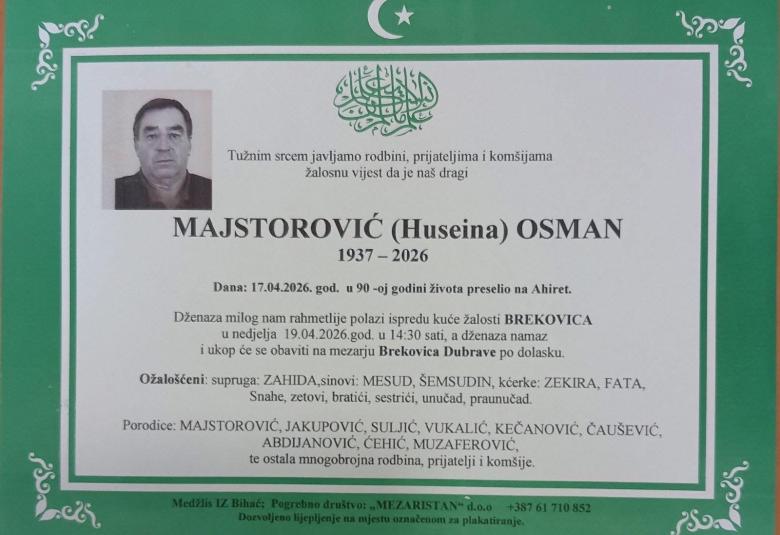 Tužnim srcem javljamo rodbini, prijateljima i komšijama
žalosnu vijest da je naš dragi
MAJSTOROVIĆ (Huseina) OSMAN
1937 – 2026
Dana: 17.04.2026. god. u 90 -oj godini života preselio na Ahiret.
Dženaza milog nam rahmetlije polazi ispredu kuće žalosti BREKOVICA
u nedjelja 19.04.2026.god. u 14:30 sati, a dženaza namaz
i ukop će se obaviti na mezarju Brekovica Dubrave po dolasku.
Ožalošćeni: supruga: ZAHIDA,sinovi: MESUD, ŠEMSUDIN, kćerke: ZEKIRA, FATA,
Snahe, zetovi, bratići, sestrići, unučad, praunučad.
Porodice: MAJSTOROVIĆ, JAKUPOVIĆ, SULJIĆ, VUKALIĆ, KEČANOVIĆ, ČAUŠEVIĆ,
ABDIJANOVIĆ, ĆEHIĆ, MUZAFEROVIĆ,
te ostala mnogobrojna rodbina, prijatelji i komšije.
Medžlis IZ Bihać; Pogrebno društvo: „MEZARISTAN“ d.o.o +387 61 710 852
Dozvoljeno lijepljenje na mjestu označenom za plakatiranje.